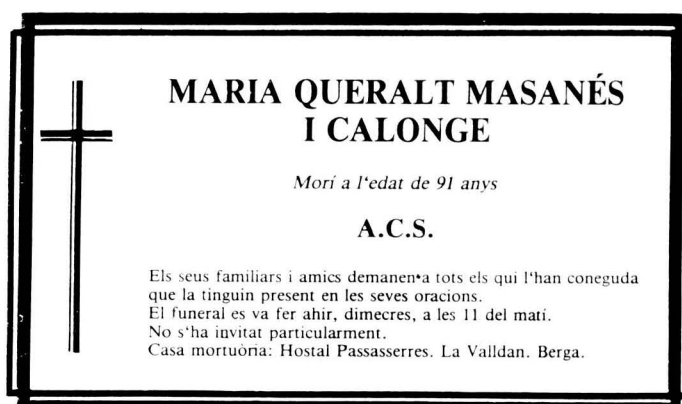 MARIA QUERALT MASANÉS
I CALONGE
Morí a l'edat de 91 anys
A.C.S.
Els seus familiars i amics demanen a tots els qui l'han coneguda
que la tinguin present en les seves oracions.
El funeral es va fer ahir, dimecres, a les 11 del matí.
No s'ha invitat particularment.
Casa mortuòria: Hostal Passasserres. La Valldan. Berga.